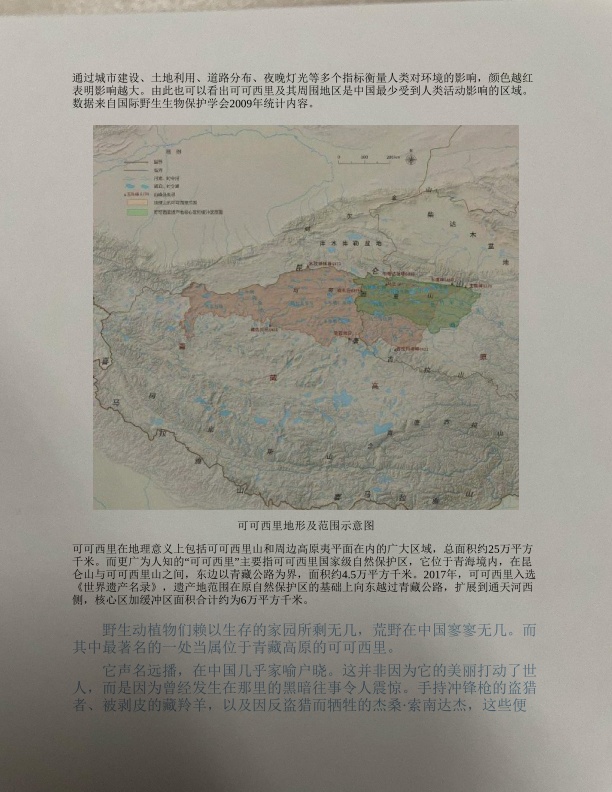 通过城市建设、土地利用、道路分布、夜晚灯光等多个指标衡量人类对环境的影响，颜色越红
表明影响越大。由此也可以看出可可西里及其周围地区是中国最少受到人类活动影响的区域。
数据来自国际野生生物保护学会2009年统计内容。
图 例
柴
达
木
盆
地
库木库勒盆地
昆
仑
山
高
原
羌
塘
喜
马
拉
雅
山
可可西里地形及范围示意图
可可西里在地理意义上包括可可西里山和周边高原夷平面在内的广大区域，总面积约25万平方
千米。而更广为人知的“可可西里”主要指可可西里国家级自然保护区，它位于青海境内，在昆
仑山与可可西里山之间，东边以青藏公路为界，面积约4.5万平方千米。2017年，可可西里入选
《世界遗产名录》，遗产地范围在原自然保护区的基础上向东越过青藏公路，扩展到通天河西
侧，核心区加缓冲区面积合计约为6万平方千米。
野生动植物们赖以生存的家园所剩无几，荒野在中国寥寥无几。而
其中最著名的一处当属位于青藏高原的可可西里。
它声名远播，在中国几乎家喻户晓。这并非因为它的美丽打动了世
人，而是因为曾经发生在那里的黑暗往事令人震惊。手持冲锋枪的盗猎
者、被剥皮的藏羚羊，以及因反盗猎而牺牲的杰桑·索南达杰，这些便